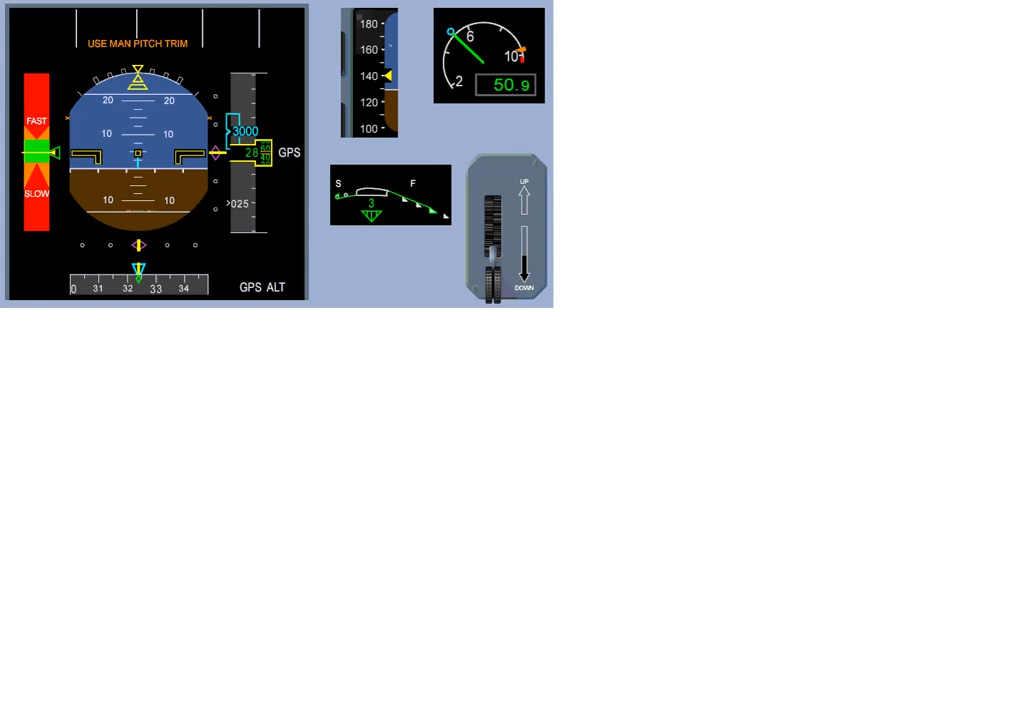 USE MAN PITCH TRIM
20 20
10 10
10 10
FAST
SLOW
3000
28
GPS
025
0 31 32 33 34
GPS ALT
180
160
140
120
100
2
6
10
50.9
S F
3
UP
DOWN